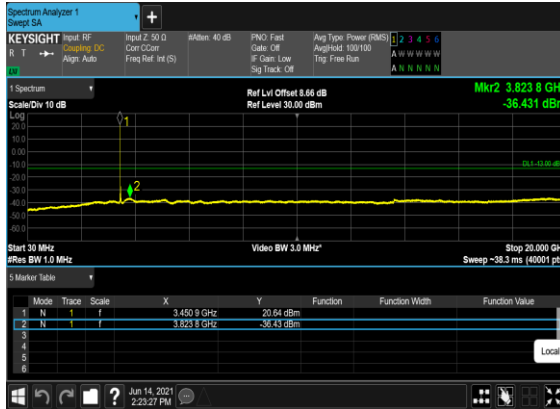 Spectrum Analyzer 1
Swept SA
+
KEYSIGHT Input: RF Input Z: 50 Ω #Atten: 40 dB PNO: Fast Avg Type: Power (RMS) 1 2 3 4 5 6
R T Coupling: DC Corr CCorr Gate: Off Avg|Hold: 100/100 A W W W W W
Align: Auto Freq Ref: Int (S) IF Gain: Low Trig: Free Run
LU Sig Track: Off A N N N N N
1 Spectrum Ref Lvl Offset 8.66 dB Mkr2 3.823 8 GH
Scale/Div 10 dB Ref Level 30.00 dBm -36.431 dB
Log
20.0
10.0
0.00
-10.0
-20.0
-30.0
-40.0
-50.0
-60.0
1
2
DL1 -13.00 dB
Start 30 MHz Video BW 3.0 MHz* Stop 20.000 GH
#Res BW 1.0 MHz Sweep ~38.3 ms (40001 pt
5 Marker Table
Mode Trace Scale X Y Function Function Width Function Value
1 N 1 f 3.450 9 GHz 20.64 dBm
2 N 1 f 3.823 8 GHz -36.43 dBm
3
4
5
6
Local
? Jun 14, 2021
2:23:27 PM